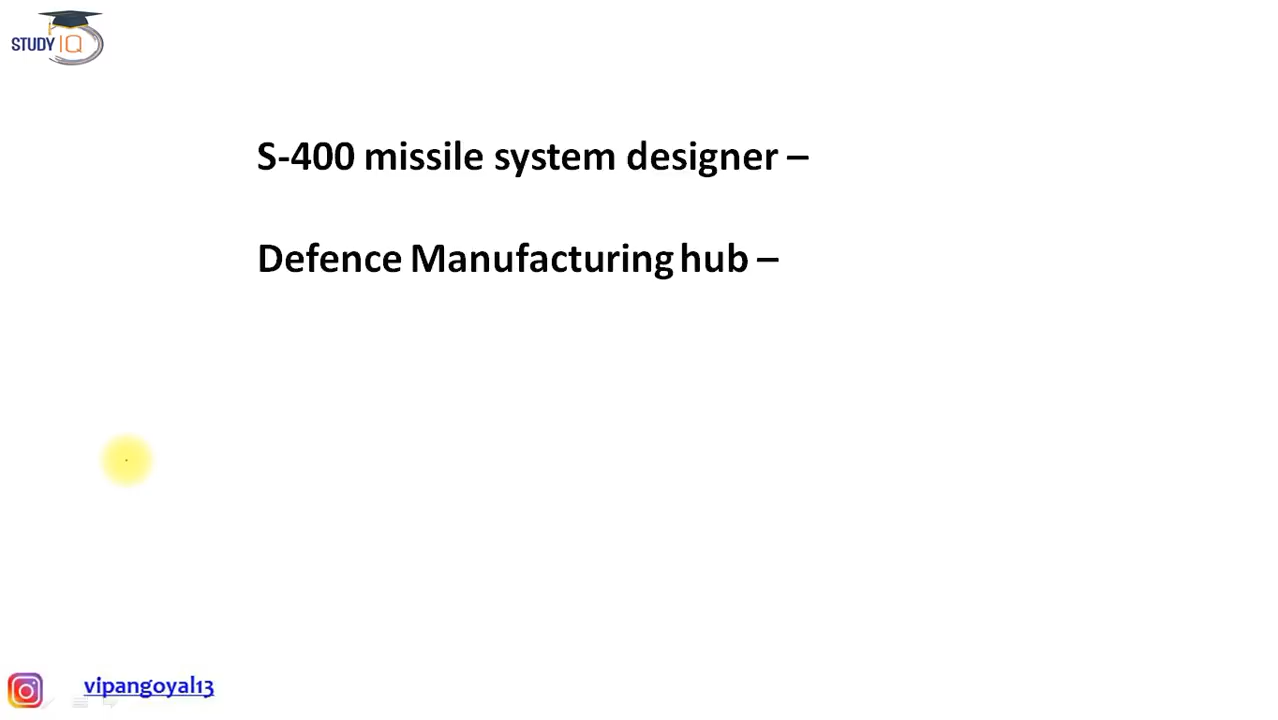 STUDY IQ
S-400 missile system designer –
Defence Manufacturing hub –
vipangoyal13